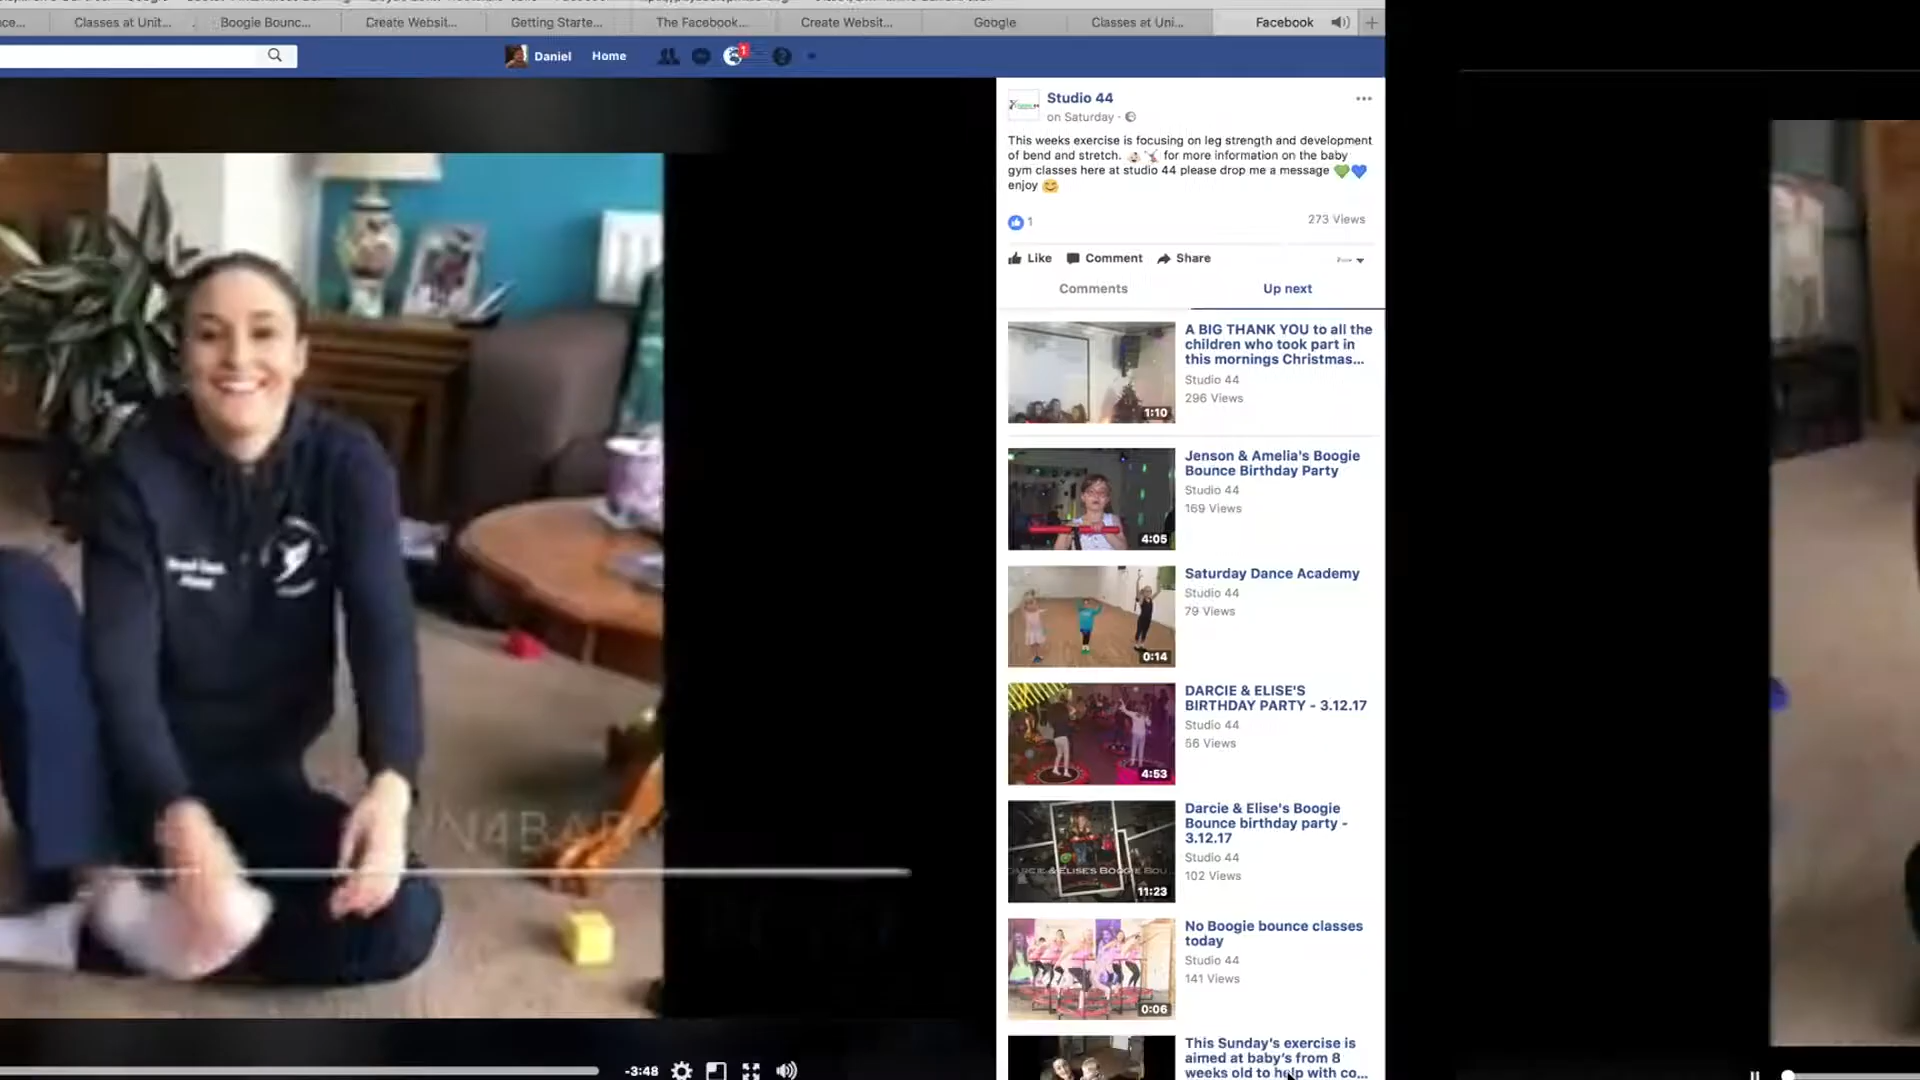 Classes at Unit...
Boogie Bounc...
Create Websit...
Getting Starte...
The Facebook...
Create Websit...
Google
Classes at Uni...
Facebook
Daniel
Home
1
Studio 44
on Saturday
This weeks exercise is focusing on leg strength and development
of bend and stretch. 👶🏻🤸 for more information on the baby
gym classes here at studio 44 please drop me a message 💚💙
enjoy 😊
1
273 Views
Like
Comment
Share
Comments
Up next
A BIG THANK YOU to all the
children who took part in
this mornings Christmas...
Studio 44
296 Views
1:10
Jenson & Amelia's Boogie
Bounce Birthday Party
Studio 44
169 Views
4:05
Saturday Dance Academy
Studio 44
79 Views
0:14
DARCIE & ELISE'S
BIRTHDAY PARTY - 3.12.17
Studio 44
66 Views
4:53
Darcie & Elise's Boogie
Bounce birthday party -
3.12.17
Studio 44
102 Views
11:23
No Boogie bounce classes
today
Studio 44
141 Views
0:06
This Sunday's exercise is
aimed at baby's from 8
weeks old to help with co...
-3:48